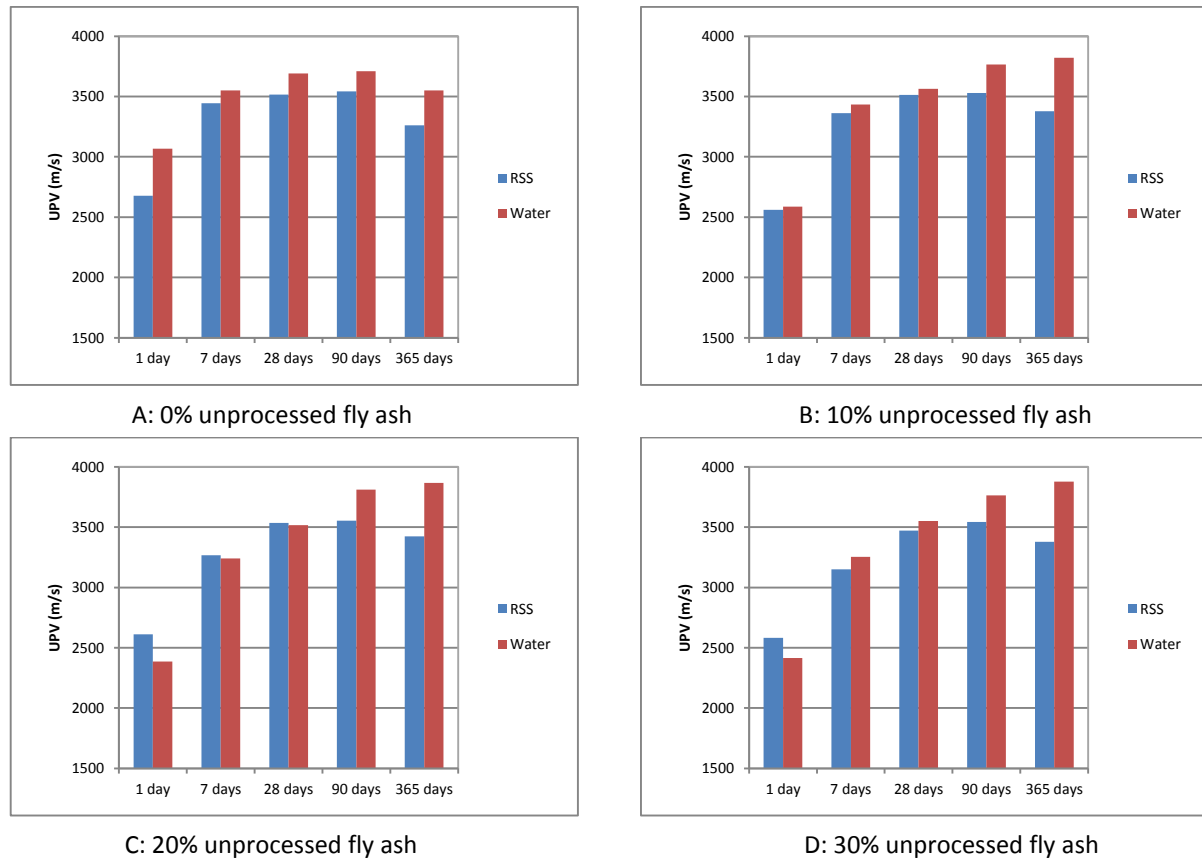 4000
3500
3000
2500
2000
1500
UPV (m/s)
1 day 7 days 28 days 90 days 365 days
RSS
Water
A: 0% unprocessed fly ash
4000
3500
3000
2500
2000
1500
UPV (m/s)
1 day 7 days 28 days 90 days 365 days
RSS
Water
B: 10% unprocessed fly ash
4000
3500
3000
2500
2000
1500
UPV (m/s)
1 day 7 days 28 days 90 days 365 days
RSS
Water
C: 20% unprocessed fly ash
4000
3500
3000
2500
2000
1500
UPV (m/s)
1 day 7 days 28 days 90 days 365 days
RSS
Water
D: 30% unprocessed fly ash